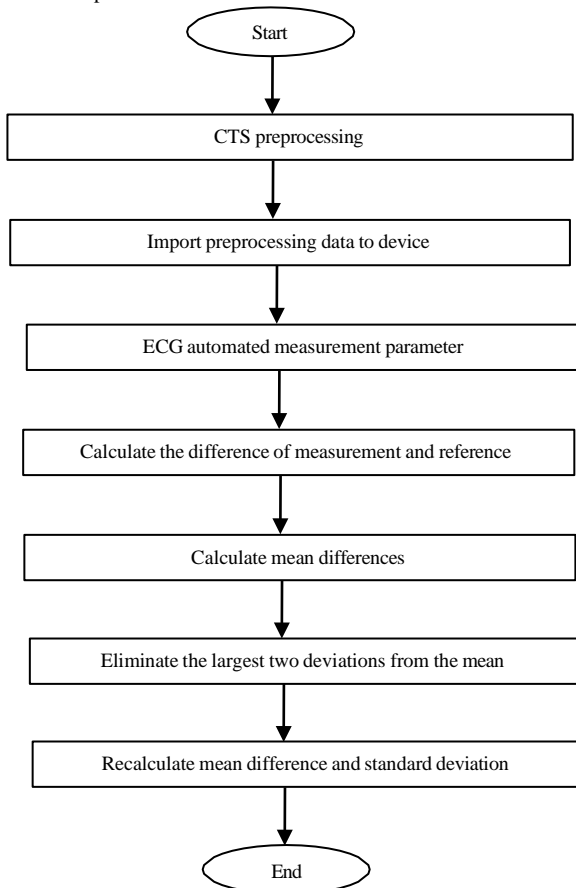 Start
CTS preprocessing
Import preprocessing data to device
ECG automated measurement parameter
Calculate the difference of measurement and reference
Calculate mean differences
Eliminate the largest two deviations from the mean
Recalculate mean difference and standard deviation
End